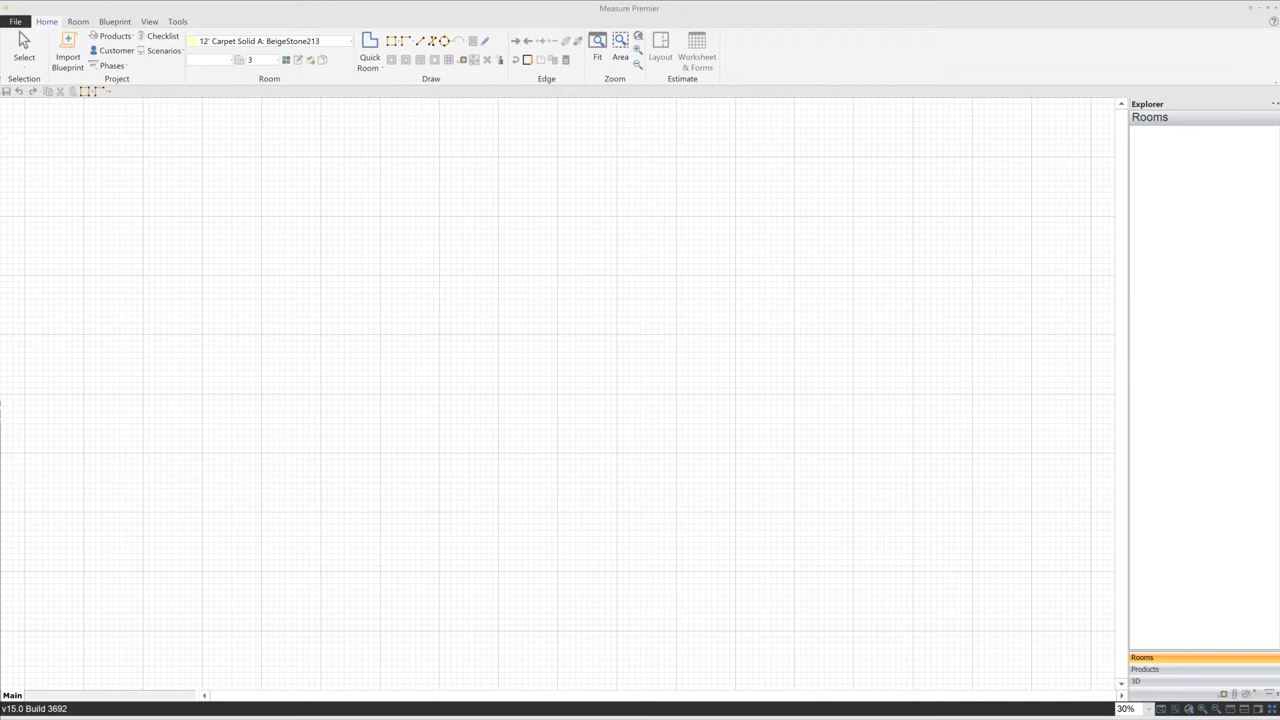 Measure Premier
File Home Room Blueprint View Tools
Select
Selection
Import Blueprint
Products
Customer
Phases
Checklist
Scenarios
Project
12' Carpet Solid A: BeigeStone213
3
Room
Quick Room
Draw
Edge
Fit
Area
Zoom
Layout
Worksheet & Forms
Estimate
Explorer
Rooms
Rooms
Products
3D
Main
v15.0 Build 3692
30%